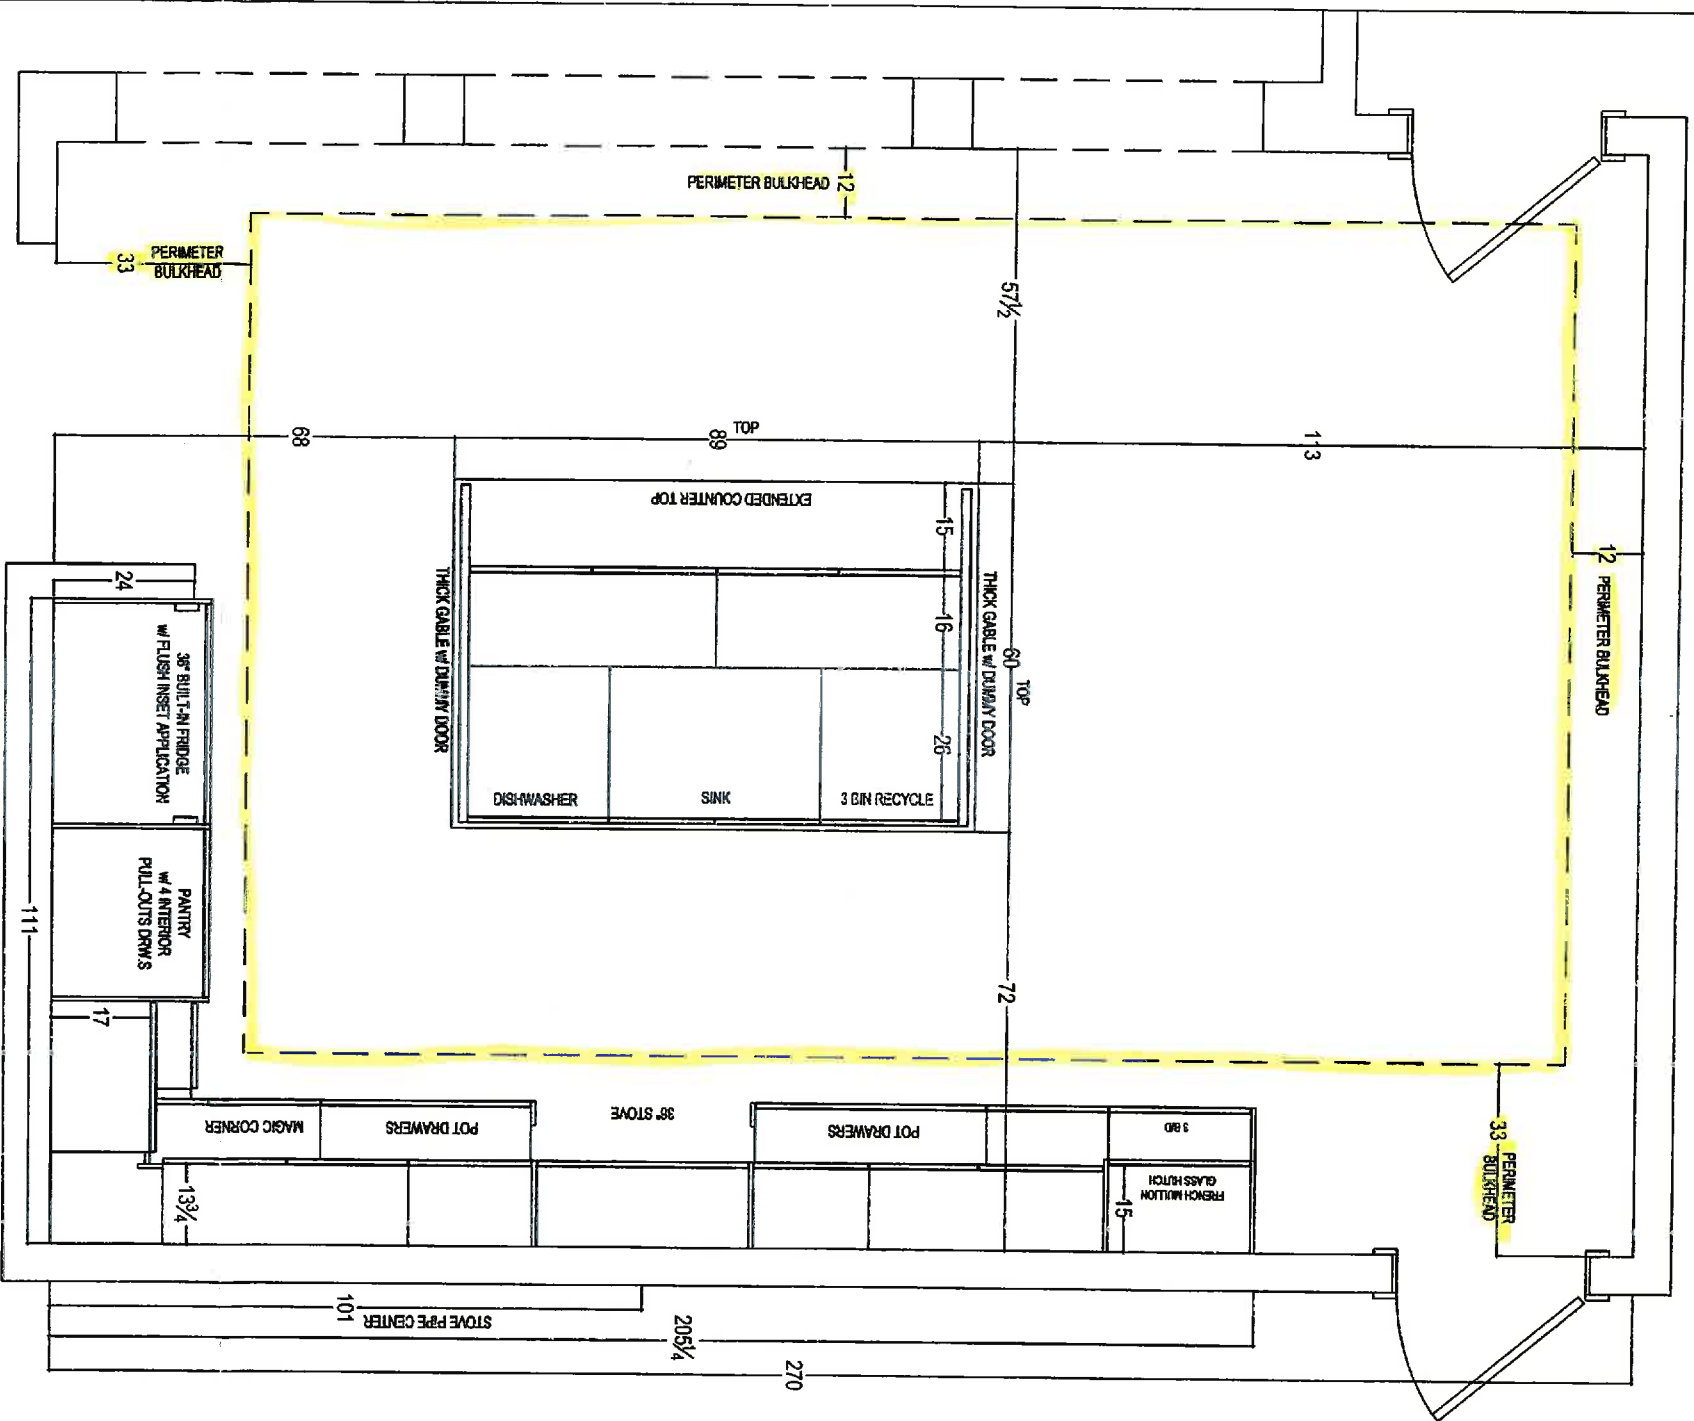 PERIMETER BULKHEAD
12
33
PERIMETER
BULKHEAD
57½
68
89
TOP
113
12
PERIMETER BULKHEAD
EXTENDED COUNTER TOP
15
16
26
60
TOP
THICK GABLE w/ DUMMY DOOR
THICK GABLE w/ DUMMY DOOR
DISHWASHER
SINK
3 BIN RECYCLE
24
36" BUILT-IN FRIDGE
w/ FLUSH INSET APPLICATION
PANTRY
w/ 4 INTERIOR
PULL-OUTS DRW.S
111
17
72
MAGIC CORNER
POT DRAWERS
36" STOVE
POT DRAWERS
3 B/D
FRENCH MULLION
GLASS HUTCH
13¾
15
33
PERIMETER
BULKHEAD
101
STOVE PIPE CENTER
205¼
270